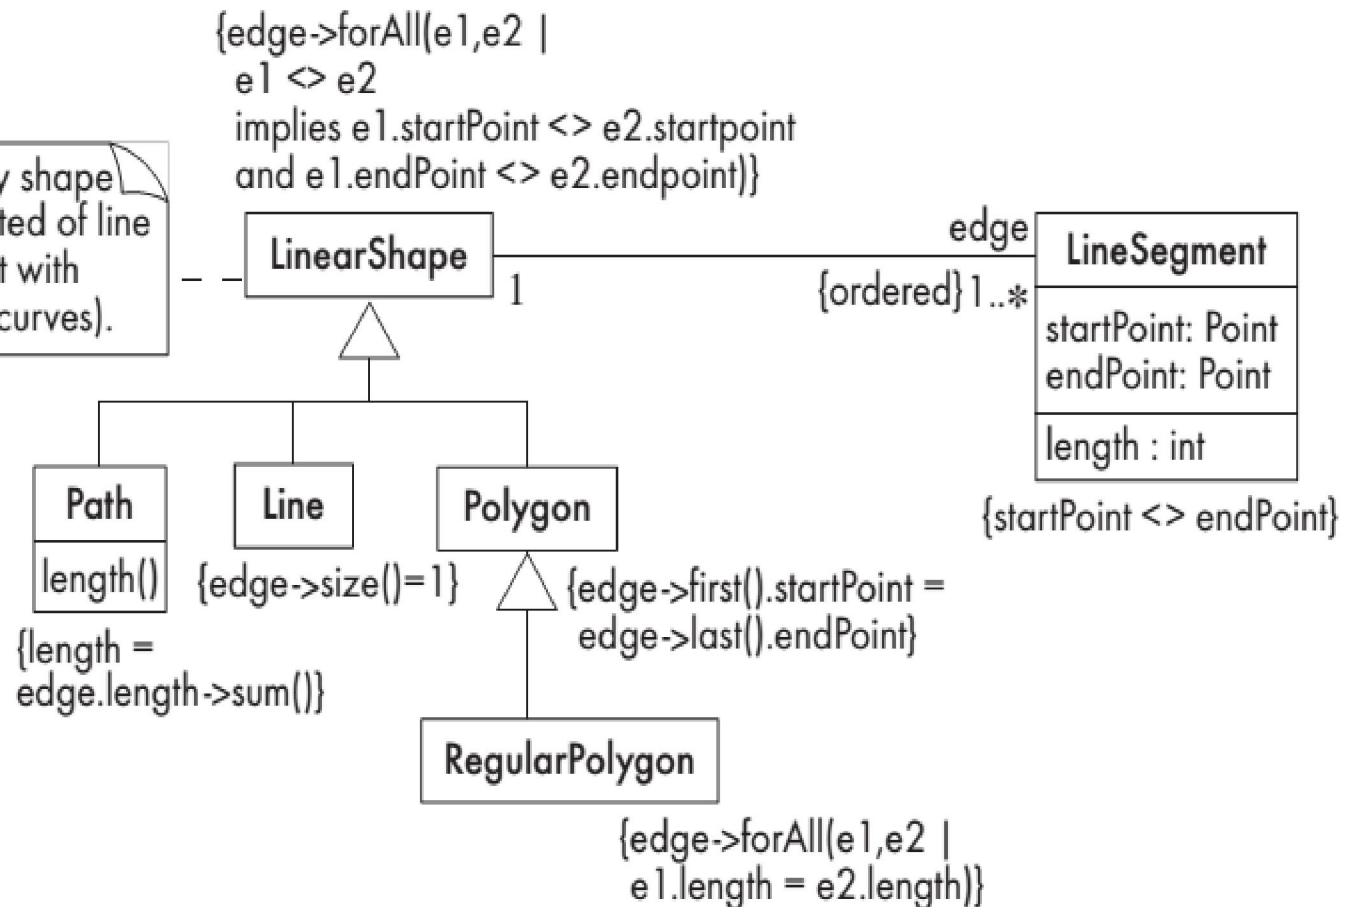 {edge->forAll(e1,e2 |
e1 <> e2
implies e1.startPoint <> e2.startpoint
and e1.endPoint <> e2.endpoint)}
y shape
ted of line
t with
curves).
LinearShape
1
edge
{ordered} 1..*
LineSegment
startPoint: Point
endPoint: Point
length : int
{startPoint <> endPoint}
Path
length()
{length =
edge.length->sum()}
Line
{edge->size()=1}
Polygon
{edge->first().startPoint =
edge->last().endPoint}
RegularPolygon
{edge->forAll(e1,e2 |
e1.length = e2.length)}